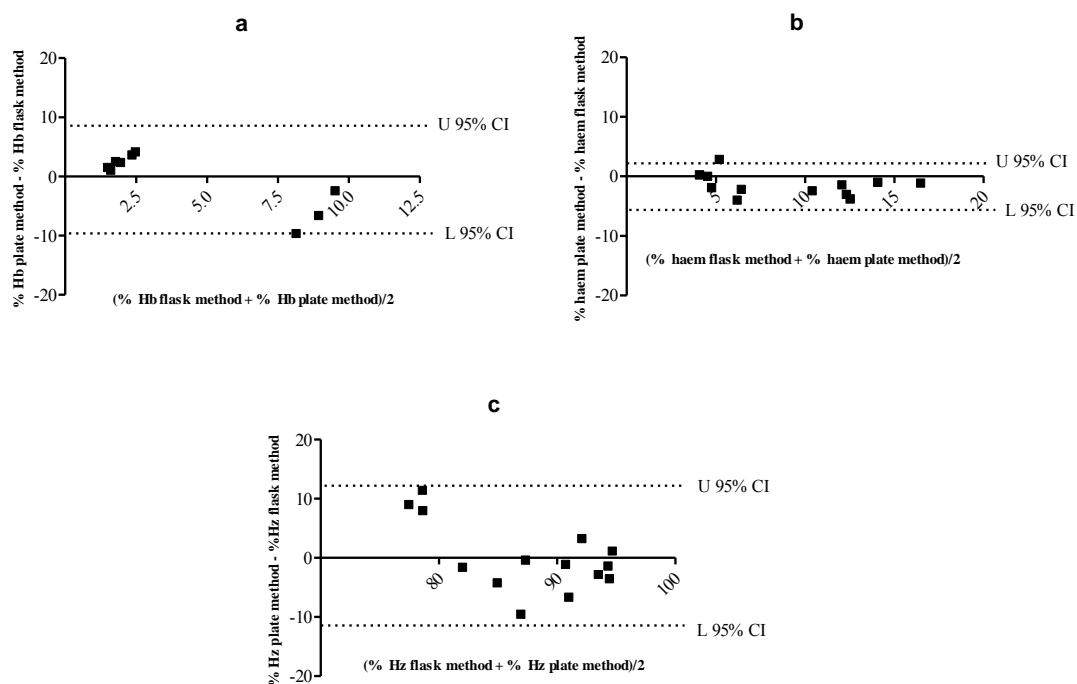 a
% Hb plate method - % Hb flask method
20
10
0
-10
-20
2.5
5.0
7.5
10.0
12.5
U 95% CI
L 95% CI
(% Hb flask method + % Hb plate method)/2
b
% haem plate method - % haem flask method
20
10
0
-10
-20
5
10
15
20
U 95% CI
L 95% CI
(% haem flask method + % haem plate method)/2
c
% Hz plate method - %Hz flask method
20
10
0
-10
-20
80
90
100
U 95% CI
L 95% CI
(% Hz flask method + % Hz plate method)/2